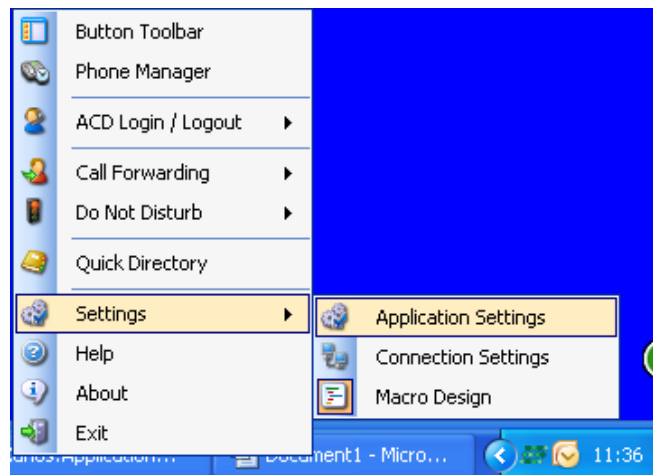 Button Toolbar
Phone Manager
ACD Login / Logout
Call Forwarding
Do Not Disturb
Quick Directory
Settings
Application Settings
Help
Connection Settings
About
Macro Design
Exit
Document1 - Micro...
11:36